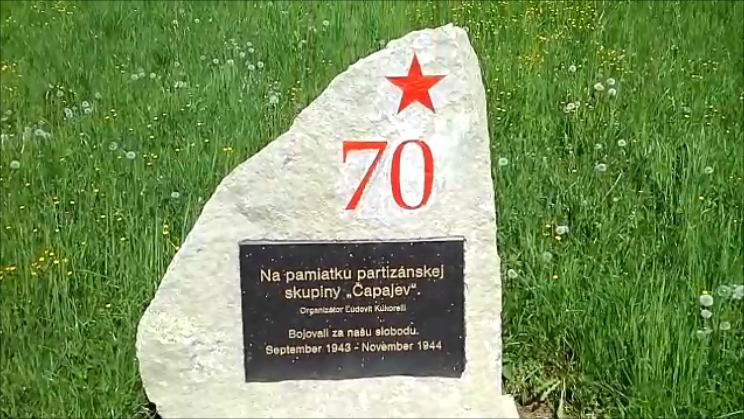 70
Na pamiatku partizánskej
skupiny „Čapajev“.
Organizátor Ľudovít Kukorelli
Bojovali za našu slobodu.
September 1943 - November 1944